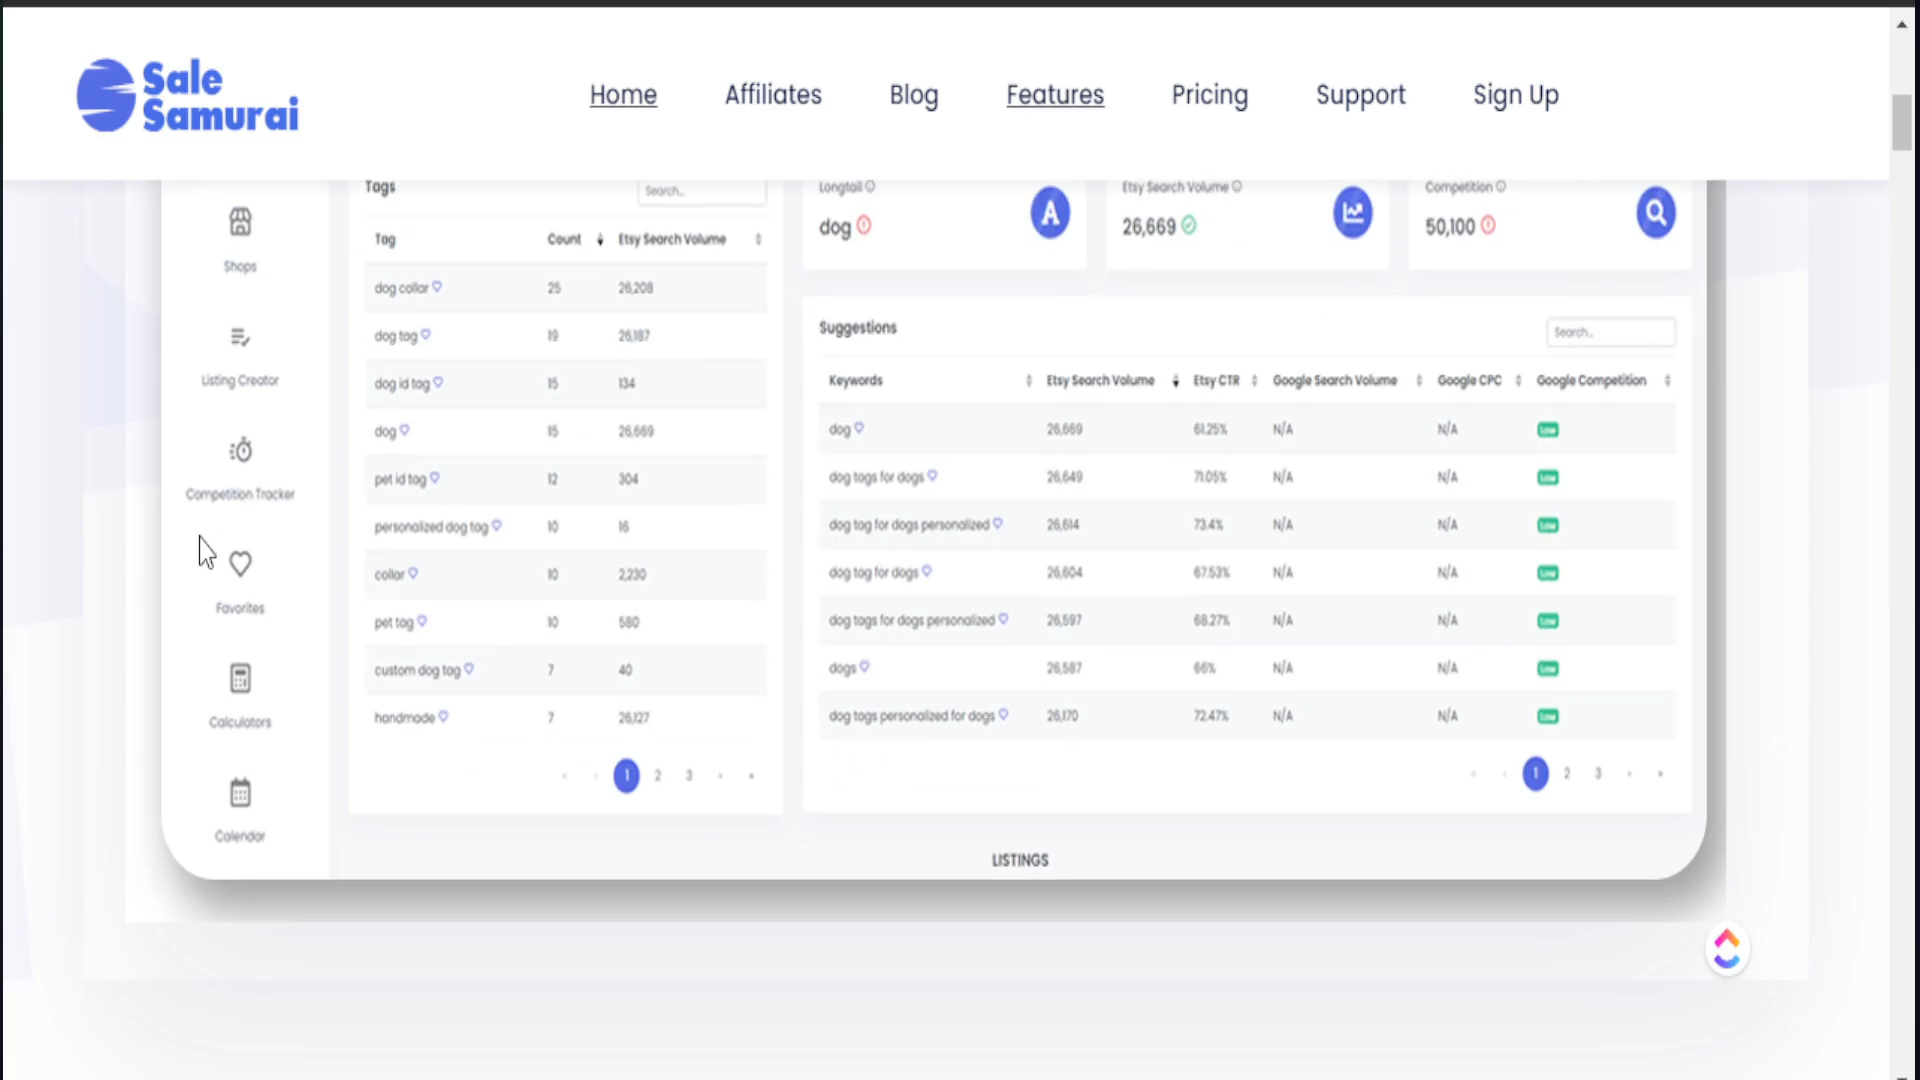 Sale
Samurai
Home Affiliates Blog Features Pricing Support Sign Up
Shops
Listing Creator
Competition Tracker
Favorites
Calculators
Calendar
Tags Search...
Tag Count Etsy Search Volume
dog collar 25 26,208
dog tag 19 26,187
dog id tag 15 134
dog 15 26,669
pet id tag 12 304
personalized dog tag 10 16
collar 10 2,230
pet tag 10 580
custom dog tag 7 40
handmade 7 26,127
1 2 3
Longtail
dog
A
Etsy Search Volume
26,669
Competition
50,100
Suggestions Search...
Keywords Etsy Search Volume Etsy CTR Google Search Volume Google CPC Google Competition
dog 26,669 61.25% N/A N/A Low
dog tags for dogs 26,649 71.05% N/A N/A Low
dog tag for dogs personalized 26,614 73.4% N/A N/A Low
dog tag for dogs 26,604 67.53% N/A N/A Low
dog tags for dogs personalized 26,597 68.27% N/A N/A Low
dogs 26,587 66% N/A N/A Low
dog tags personalized for dogs 26,170 72.47% N/A N/A Low
1 2 3
LISTINGS